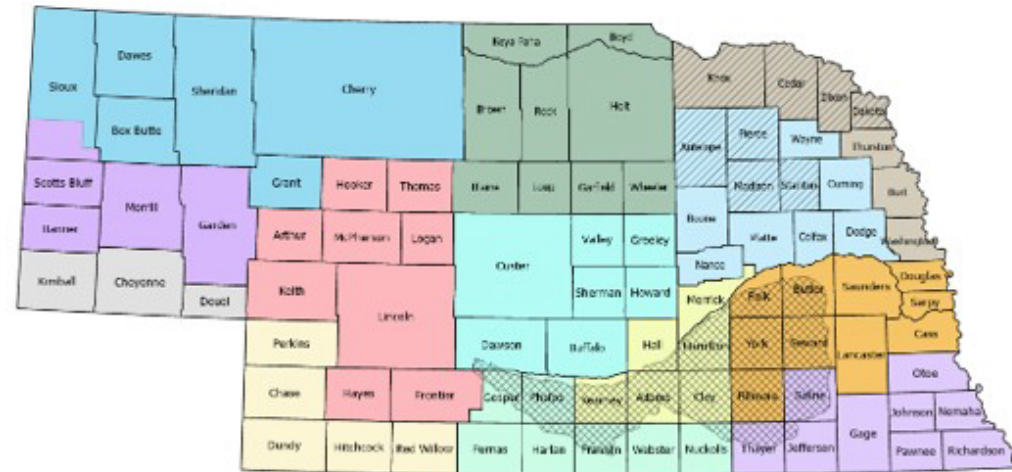 Keya Paha
Boyd
Dawes
Sioux
Sheridan
Cherry
Knox
Cedar
Dixon
Dakota
Brown
Rock
Holt
Box Butte
Pierce
Wayne
Antelope
Thurston
Scotts Bluff
Grant
Hooker
Thomas
Blaine
Loup
Garfield
Wheeler
Madison
Stanton
Cuming
Burt
Morrill
Garden
Boone
Banner
Arthur
McPherson
Logan
Valley
Greeley
Platte
Colfax
Dodge
Washington
Custer
Nance
Kimball
Cheyenne
Deuel
Keith
Lincoln
Sherman
Howard
Merrick
Polk
Butler
Saunders
Douglas
Sarpy
Perkins
Dawson
Buffalo
Hall
Hamilton
York
Seward
Lancaster
Cass
Otoe
Chase
Hayes
Frontier
Gosper
Phelps
Kearney
Adams
Clay
Fillmore
Saline
Johnson
Nemaha
Dundy
Hitchcock
Red Willow
Furnas
Harlan
Franklin
Webster
Nuckolls
Thayer
Jefferson
Gage
Pawnee
Richardson